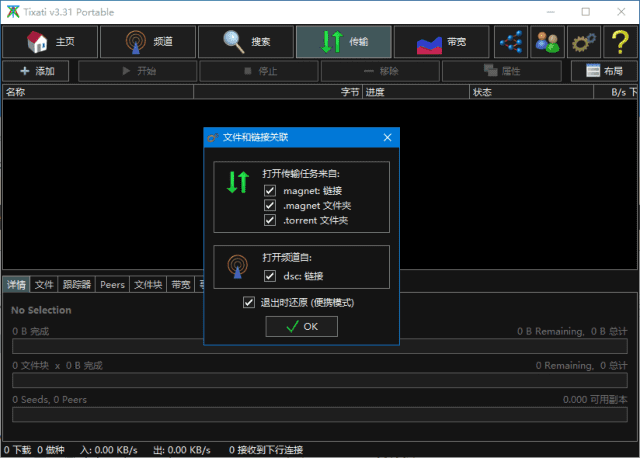 Tixati v3.31 Portable
主页 频道 搜索 传输 带宽
添加 开始 停止 移除 属性 布局
名称 字节 进度 状态 B/s 下
文件和链接关联
打开传输任务来自:
magnet: 链接
.magnet 文件夹
.torrent 文件夹
打开频道自:
dsc: 链接
退出时还原 (便携模式)
OK
详情 文件 跟踪器 Peers 文件块 带宽
No Selection
0 B 完成 0 B Remaining, 0 B 总计
0 文件块 x 0 B 完成 0 Remaining, 0 总计
0 Seeds, 0 Peers 0.000 可用副本
0 下载 0 做种 入: 0.00 KB/s 出: 0.00 KB/s 0 接收到下行连接